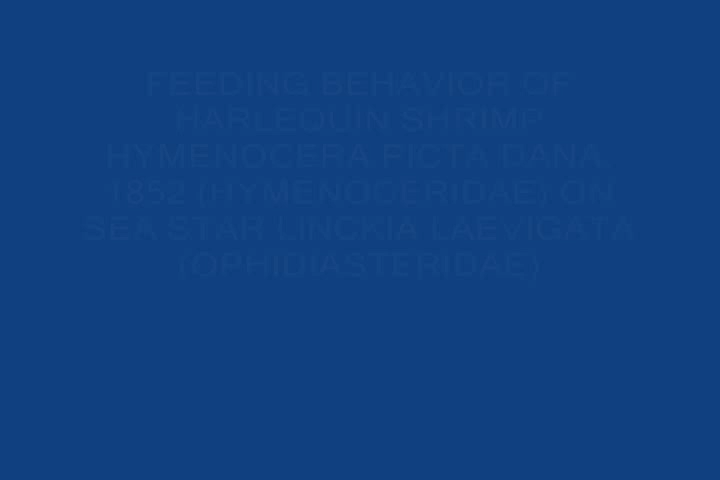 FEEDING BEHAVIOR OF
HARLEQUIN SHRIMP
HYMENOCERA PICTA DANA,
1852 (HYMENOCERIDAE) ON
SEA STAR LINCKIA LAEVIGATA
(OPHIDIASTERIDAE)